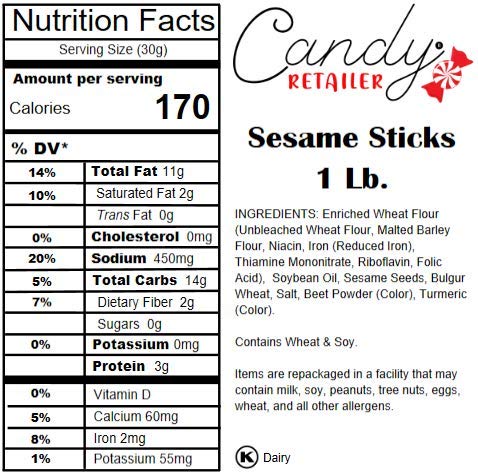 Nutrition Facts
Serving Size (30g)
Amount per serving
Calories 170
% DV*
14% Total Fat 11g
10% Saturated Fat 2g
Trans Fat 0g
0% Cholesterol 0mg
20% Sodium 450mg
5% Total Carbs 14g
7% Dietary Fiber 2g
Sugars 0g
0% Potassium 0mg
Protein 3g
0% Vitamin D
5% Calcium 60mg
8% Iron 2mg
1% Potassium 55mg
Candy
RETAILER
Sesame Sticks
1 Lb.
INGREDIENTS: Enriched Wheat Flour
(Unbleached Wheat Flour, Malted Barley
Flour, Niacin, Iron (Reduced Iron),
Thiamine Mononitrate, Riboflavin, Folic
Acid), Soybean Oil, Sesame Seeds, Bulgur
Wheat, Salt, Beet Powder (Color), Turmeric
(Color).
Contains Wheat & Soy.
Items are repackaged in a facility that may
contain milk, soy, peanuts, tree nuts, eggs,
wheat, and all other allergens.
K Dairy